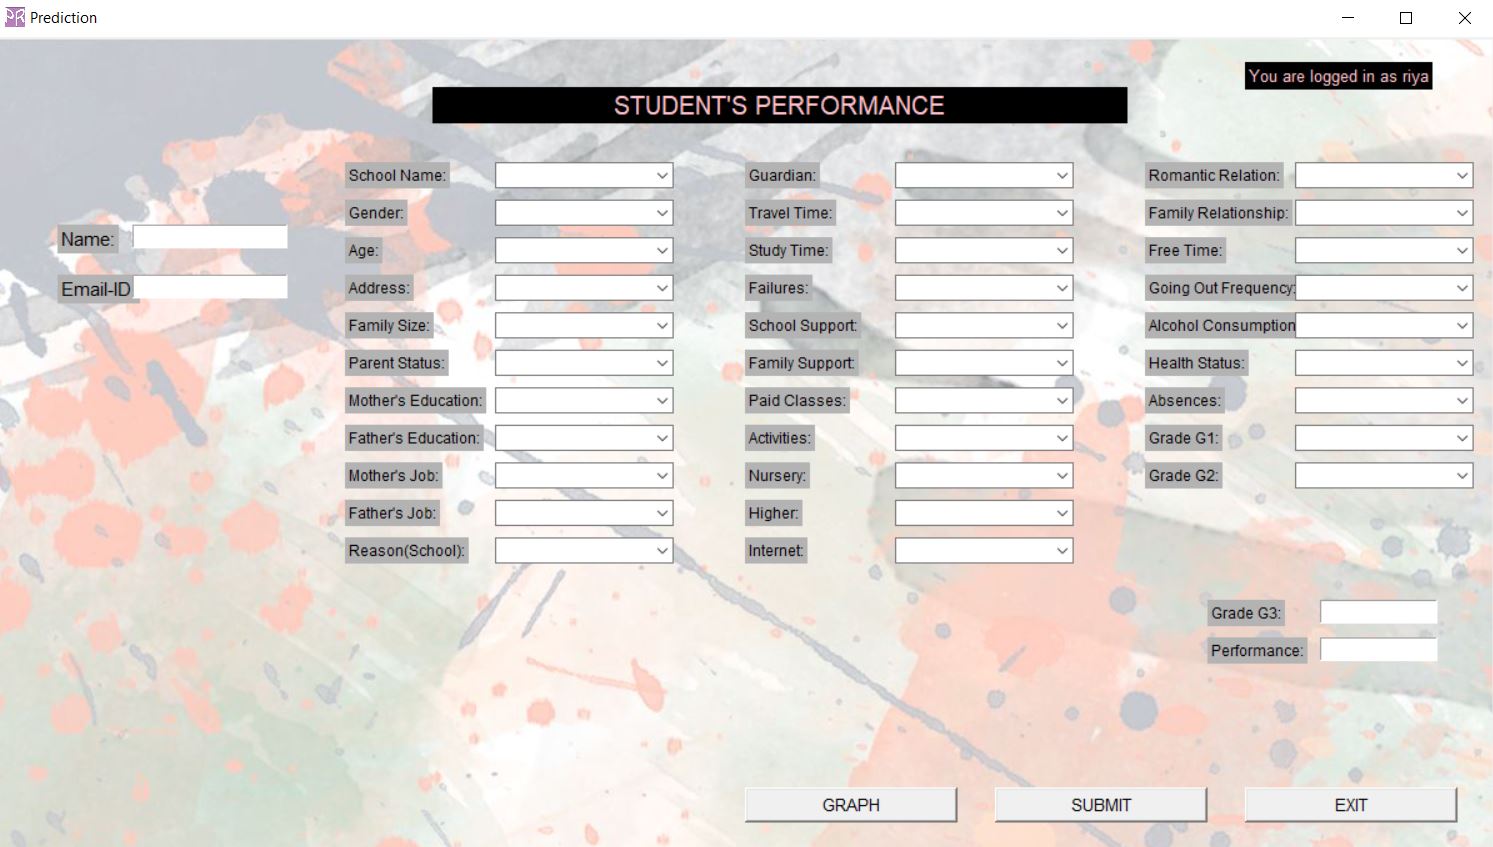 PR Prediction
You are logged in as riya
STUDENT'S PERFORMANCE
Name:
Email-ID
School Name:
Gender:
Age:
Address:
Family Size:
Parent Status:
Mother's Education:
Father's Education:
Mother's Job:
Father's Job:
Reason(School):
Guardian:
Travel Time:
Study Time:
Failures:
School Support:
Family Support:
Paid Classes:
Activities:
Nursery:
Higher:
Internet:
Romantic Relation:
Family Relationship:
Free Time:
Going Out Frequency:
Alcohol Consumption
Health Status:
Absences:
Grade G1:
Grade G2:
Grade G3:
Performance:
GRAPH SUBMIT EXIT